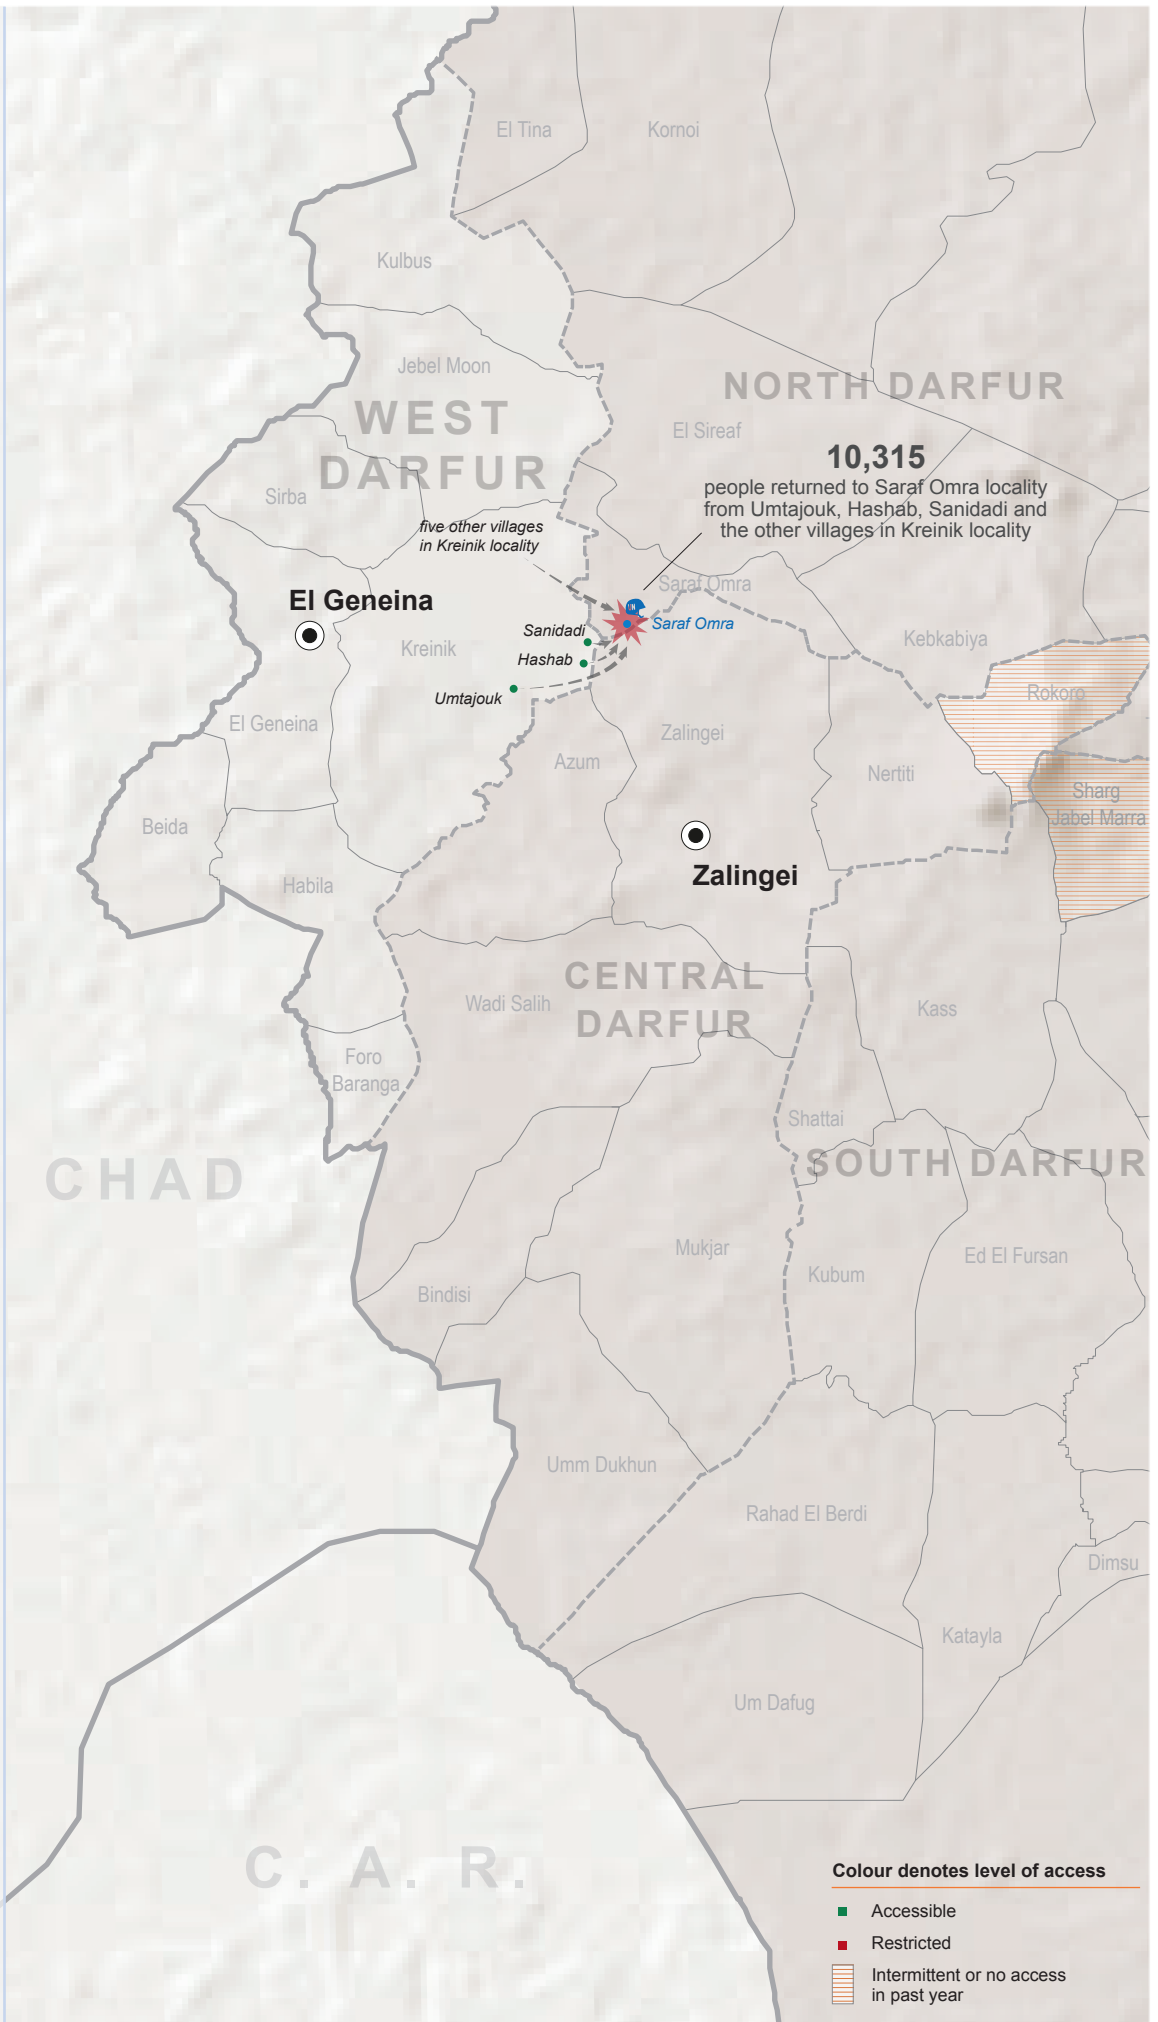 El Tina
Kornoi
Kulbus
Jebel Moon
NORTH DARFUR
WEST
DARFUR
El Sireaf
10,315
people returned to Saraf Omra locality
from Umtajouk, Hashab, Sanidadi and
the other villages in Kreinik locality
Sirba
five other villages
in Kreinik locality
Saraf Omra
El Geneina
UN
Saraf Omra
Sanidadi
Kebkabiya
Kreinik
Hashab
Umtajouk
Rokoro
El Geneina
Zalingei
Azum
Nertiti
Sharg
Jabel Marra
Beida
Zalingei
Habila
CENTRAL
DARFUR
Wadi Salih
Kass
Foro
Baranga
Shattai
CHAD
SOUTH DARFUR
Mukjar
Ed El Fursan
Kubum
Bindisi
Umm Dukhun
Rahad El Berdi
Dimsu
Katayla
Um Dafug
C. A. R.
Colour denotes level of access
Accessible
Restricted
Intermittent or no access
in past year